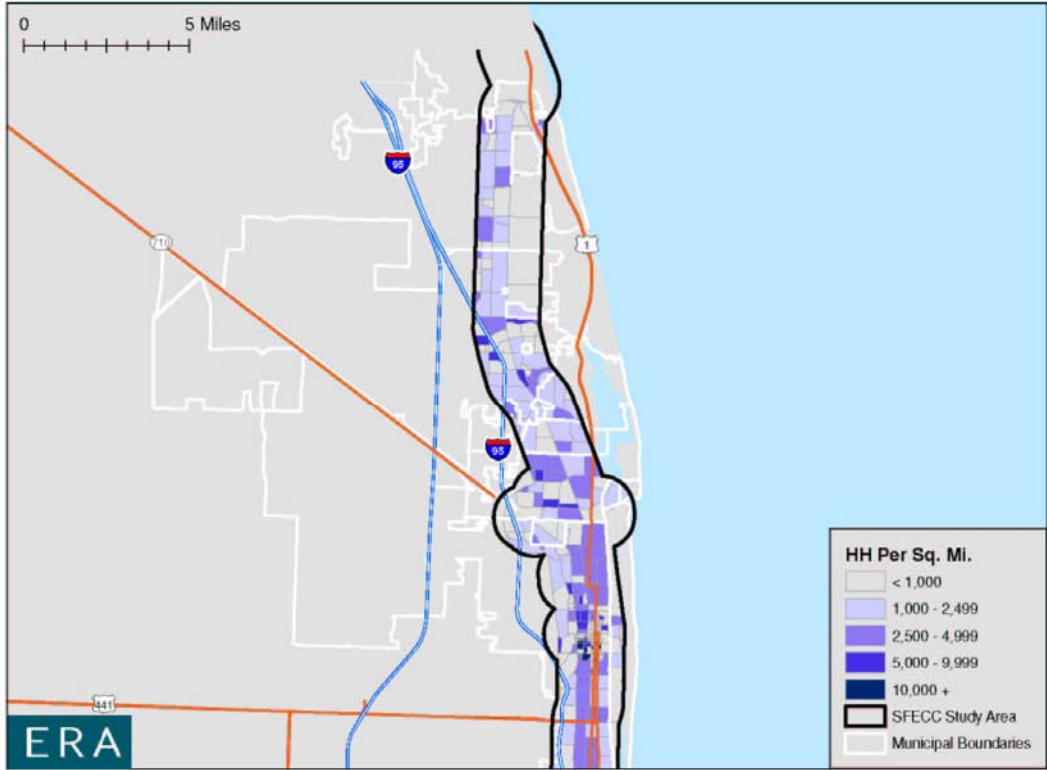 0 5 Miles
95
710
1
95
HH Per Sq. Mi.
< 1,000
1,000 - 2,499
2,500 - 4,999
5,000 - 9,999
10,000 +
SFECC Study Area
Municipal Boundaries
441
ERA